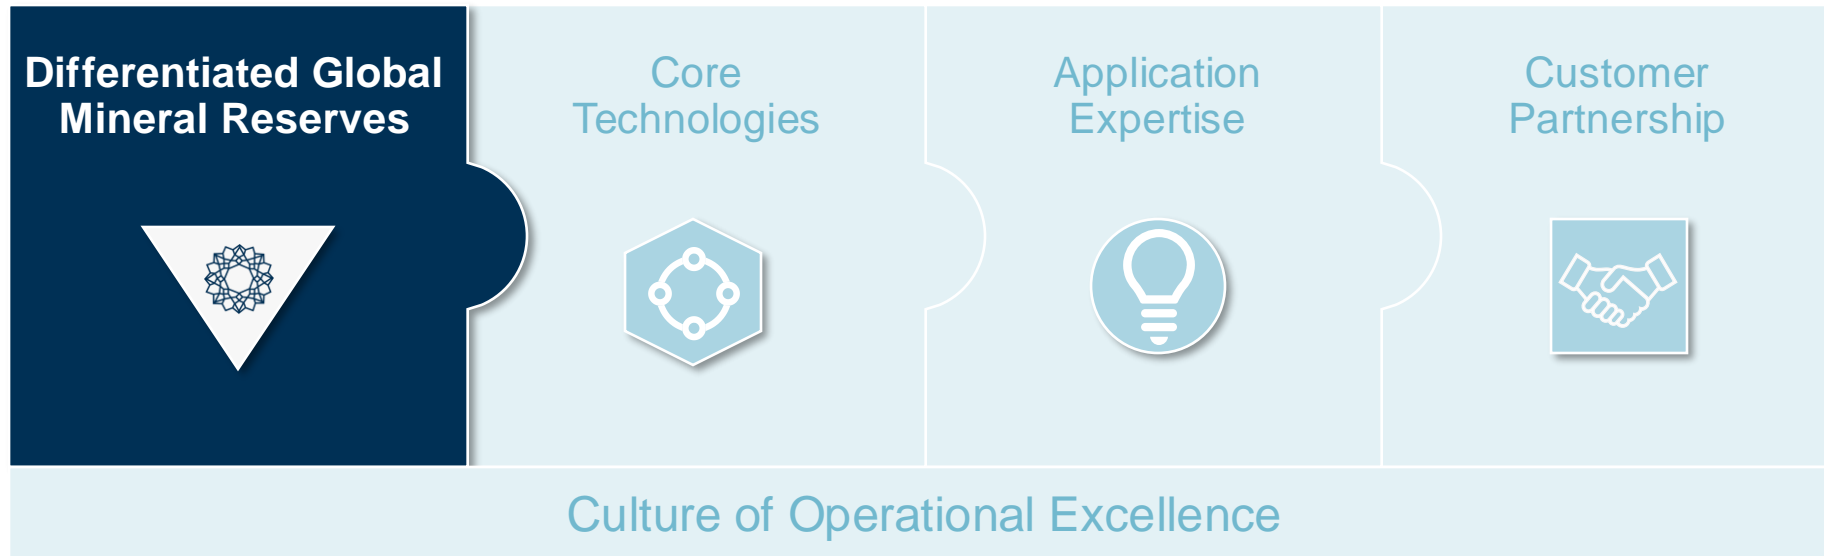 Differentiated Global
Mineral Reserves
Core
Technologies
Application
Expertise
Customer
Partnership
Culture of Operational Excellence